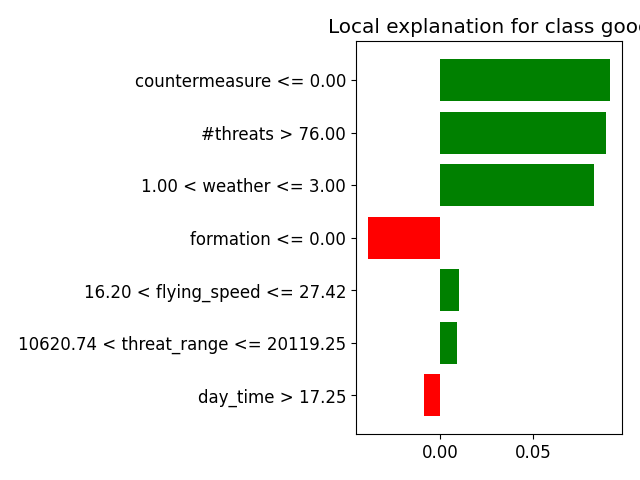 Local explanation for class good
countermeasure <= 0.00
#threats > 76.00
1.00 < weather <= 3.00
formation <= 0.00
16.20 < flying_speed <= 27.42
10620.74 < threat_range <= 20119.25
day_time > 17.25
0.00 0.05